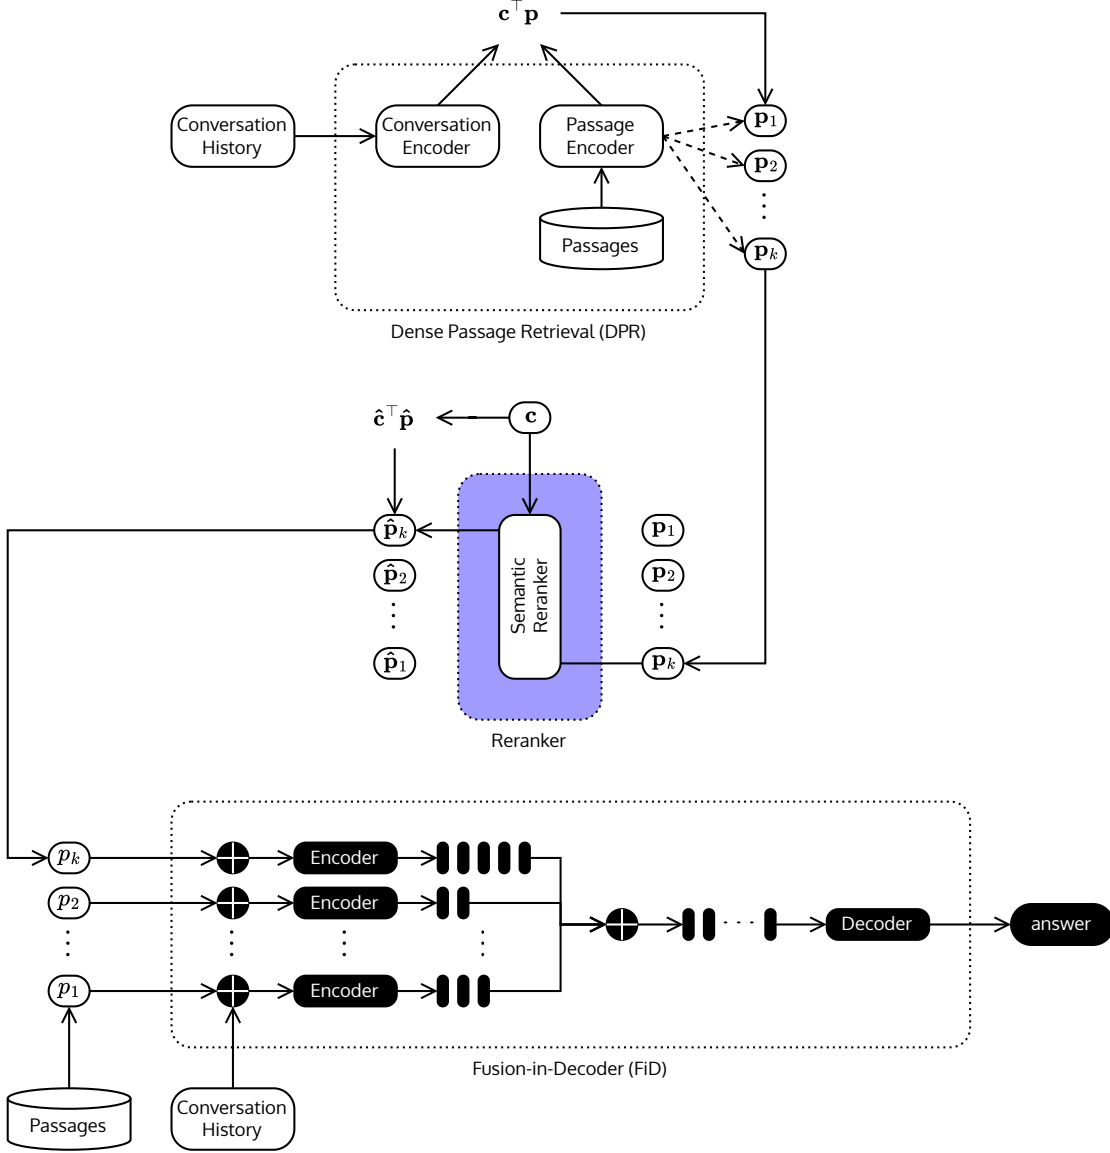 c⊤p
Conversation
History
Conversation
Encoder
Passage
Encoder
Passages
p1
p2
pk
Dense Passage Retrieval (DPR)
ĉ⊤p̂
c
p̂k
p̂2
p̂1
Semantic
Reranker
p1
p2
pk
Reranker
pk
Encoder
p2
Encoder
Decoder
answer
p1
Encoder
Fusion-in-Decoder (FiD)
Passages
Conversation
History